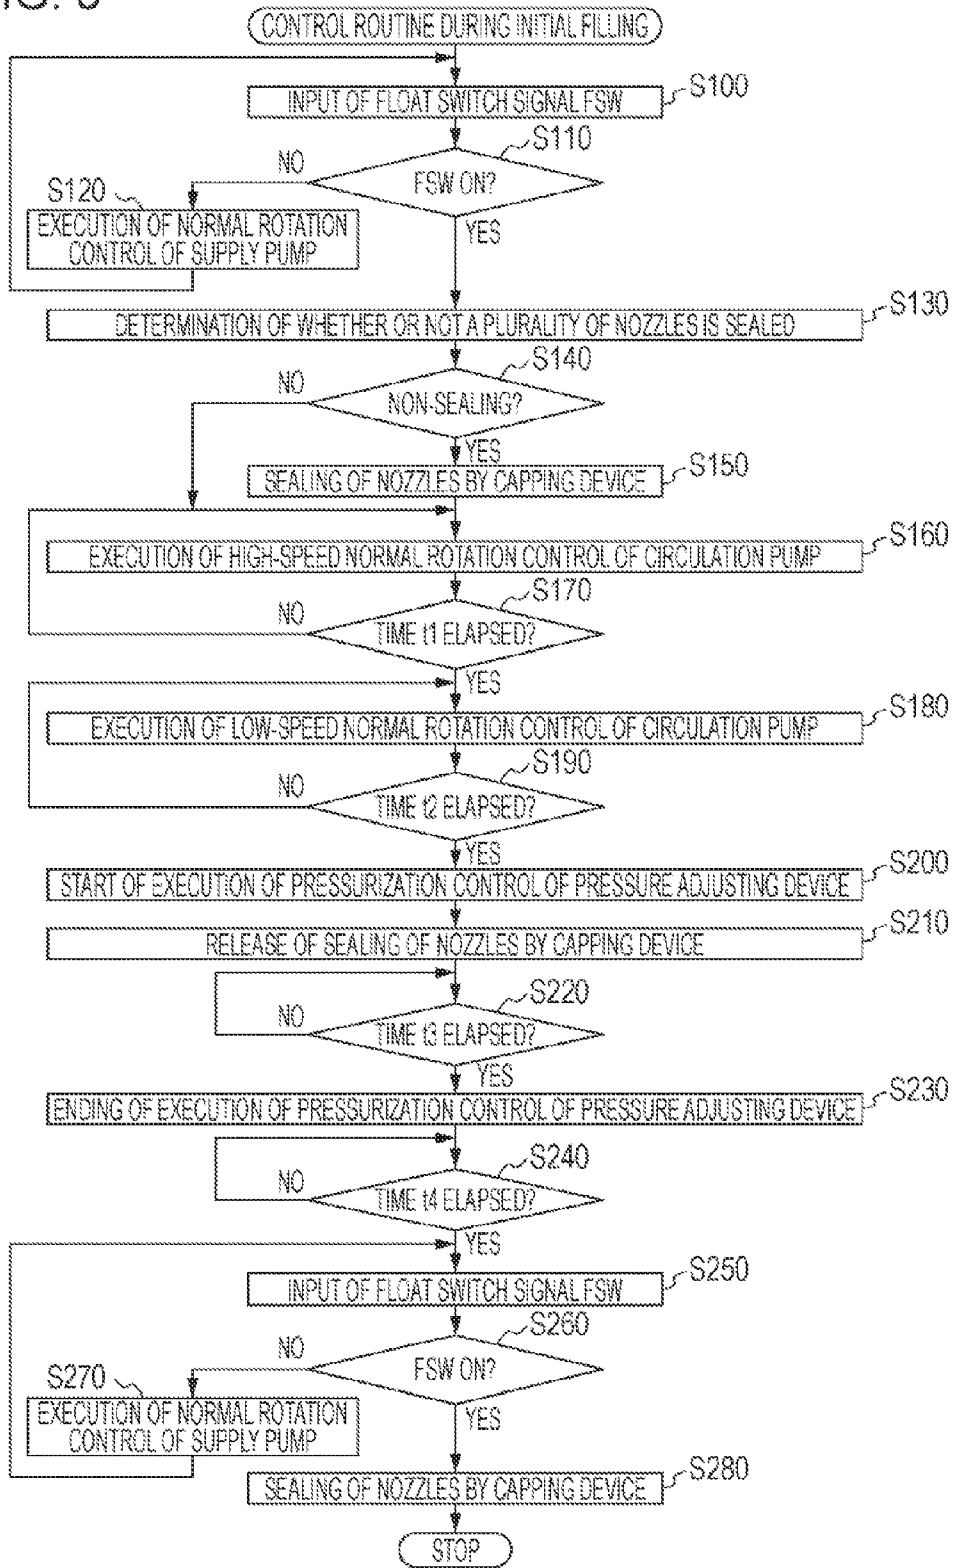 CONTROL ROUTINE DURING INITIAL FILLING
INPUT OF FLOAT SWITCH SIGNAL FSW
S100
S110
FSW ON?
NO
YES
S120
EXECUTION OF NORMAL ROTATION
CONTROL OF SUPPLY PUMP
S130
DETERMINATION OF WHETHER OR NOT A PLURALITY OF NOZZLES IS SEALED
S140
NON-SEALING?
NO
YES
SEALING OF NOZZLES BY CAPPING DEVICE
S150
S160
EXECUTION OF HIGH-SPEED NORMAL ROTATION CONTROL OF CIRCULATION PUMP
S170
TIME t1 ELAPSED?
NO
YES
S180
EXECUTION OF LOW-SPEED NORMAL ROTATION CONTROL OF CIRCULATION PUMP
S190
TIME t2 ELAPSED?
NO
YES
S200
START OF EXECUTION OF PRESSURIZATION CONTROL OF PRESSURE ADJUSTING DEVICE
S210
RELEASE OF SEALING OF NOZZLES BY CAPPING DEVICE
S220
TIME t3 ELAPSED?
NO
YES
S230
ENDING OF EXECUTION OF PRESSURIZATION CONTROL OF PRESSURE ADJUSTING DEVICE
S240
TIME t4 ELAPSED?
NO
YES
INPUT OF FLOAT SWITCH SIGNAL FSW
S250
S260
FSW ON?
NO
YES
S270
EXECUTION OF NORMAL ROTATION
CONTROL OF SUPPLY PUMP
SEALING OF NOZZLES BY CAPPING DEVICE
S280
STOP